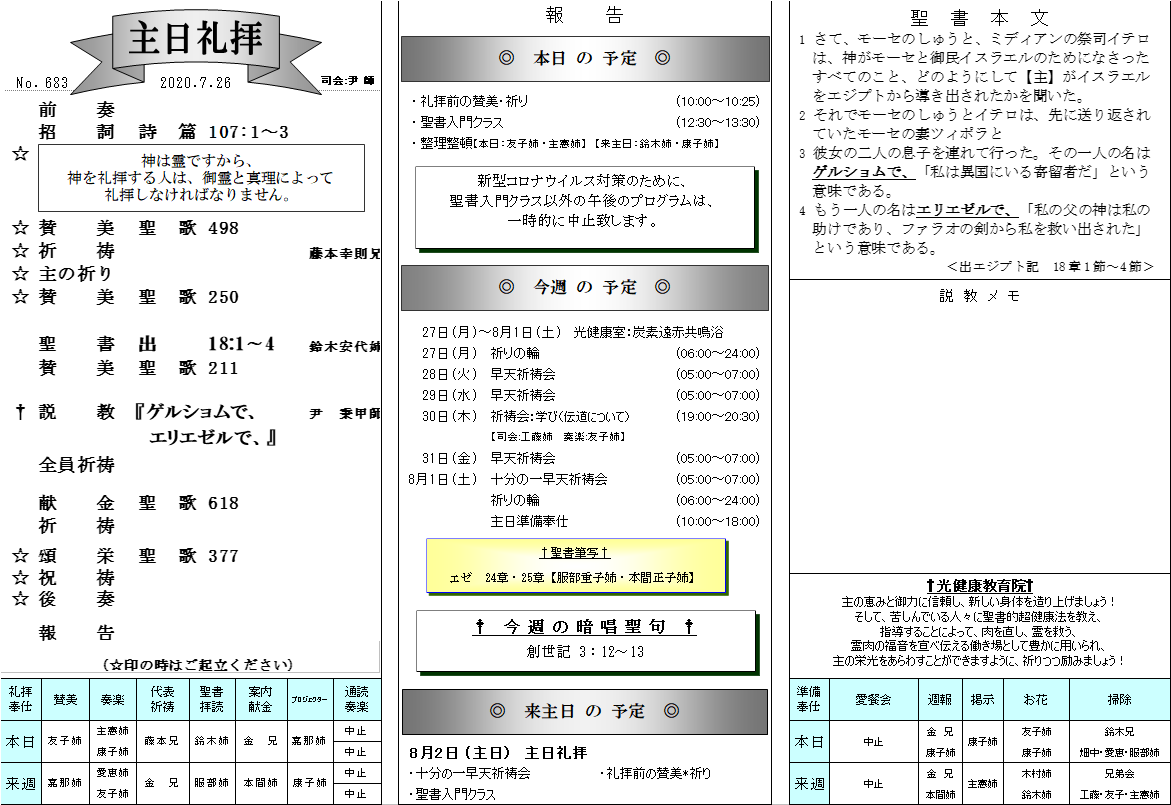 主日礼拝
No. 683 2020.7.26 司会:尹 師
前 奏
招 詞 詩 篇 107:1～3
☆ 神は霊ですから、
神を礼拝する人は、御霊と真理によって
礼拝しなければなりません。
☆ 賛 美 聖 歌 498
☆ 祈 祷 藤本幸則兄
☆ 主の祈り
☆ 賛 美 聖 歌 250
聖 書 出 18:1～4 鈴木安代姉
賛 美 聖 歌 211
† 説 教 『ゲルショムで、 尹 秉甲師
エリエゼルで、』
全員祈祷
献 金 聖 歌 618
祈 祷
☆ 頌 栄 聖 歌 377
☆ 祝 祷
☆ 後 奏
報 告
(☆印の時はご起立ください)
礼拝奉仕 賛美 奏楽 代表祈祷 聖書拝読 案内献金 プロジェクター 通読奏楽
本日 友子姉 主憲姉 康子姉 藤本兄 鈴木姉 金 兄 嘉那姉 中止 中止
来週 嘉那姉 愛恵姉 友子姉 金 兄 服部姉 本間姉 康子姉 中止 中止
報 告
◎ 本日 の 予定 ◎
・礼拝前の賛美・祈り (10:00～10:25)
・聖書入門クラス (12:30～13:30)
・整理整頓【本日：友子姉・主憲姉】【来主日：鈴木姉・康子姉】
新型コロナウイルス対策のために、
聖書入門クラス以外の午後のプログラムは、
一時的に中止致します。
◎ 今週 の 予定 ◎
27日(月)～8月1日(土) 光健康室：炭素遠赤共鳴浴
27日(月) 祈りの輪 (06:00～24:00)
28日(火) 早天祈祷会 (05:00～07:00)
29日(水) 早天祈祷会 (05:00～07:00)
30日(木) 祈祷会：学び(伝道について) (19:00～20:30)
【司会:工藤姉 奏楽:友子姉】
31日(金) 早天祈祷会 (05:00～07:00)
8月1日(土) 十分の一早天祈祷会 (05:00～07:00)
祈りの輪 (06:00～24:00)
主日準備奉仕 (10:00～18:00)
†聖書筆写†
エゼ 24章・25章【服部重子姉・本間正子姉】
† 今週の暗唱聖句 †
創世記 3：12～13
◎ 来主日 の 予定 ◎
8月2日(主日) 主日礼拝
・十分の一早天祈祷会 ・礼拝前の賛美*祈り
・聖書入門クラス
聖書本文
1 さて、モーセのしゅうと、ミディアンの祭司イテロ
は、神がモーセと御民イスラエルのためになさった
すべてのこと、どのようにして【主】がイスラエル
をエジプトから導き出されたかを聞いた。
2 それでモーセのしゅうとイテロは、先に送り返され
ていたモーセの妻ツィポラと
3 彼女の二人の息子を連れて行った。その一人の名は
ゲルショムで、「私は異国にいる寄留者だ」という
意味である。
4 もう一人の名はエリエゼルで、「私の父の神は私の
助けであり、ファラオの剣から私を救い出された」
という意味である。
＜出エジプト記 18章1節～4節＞
説教メモ
†光健康教育院†
主の恵みと御力に信頼し、新しい身体を造り上げましょう！
そして、苦しんでいる人々に聖書的超健康法を教え、
指導することによって、肉を直し、霊を救う、
霊肉の福音を宣べ伝える働き場として豊かに用いられ、
主の栄光をあらわすことができますように、祈りつつ励みましょう！
準備奉仕 愛餐会 週報 掲示 お花 掃除
本日 中止 金 兄 康子姉 康子姉 友子姉 康子姉 鈴木兄 畑中・愛恵・服部姉
来週 中止 金 兄 本間姉 主憲姉 木村姉 鈴木姉 兄弟会 工藤・友子・主憲姉